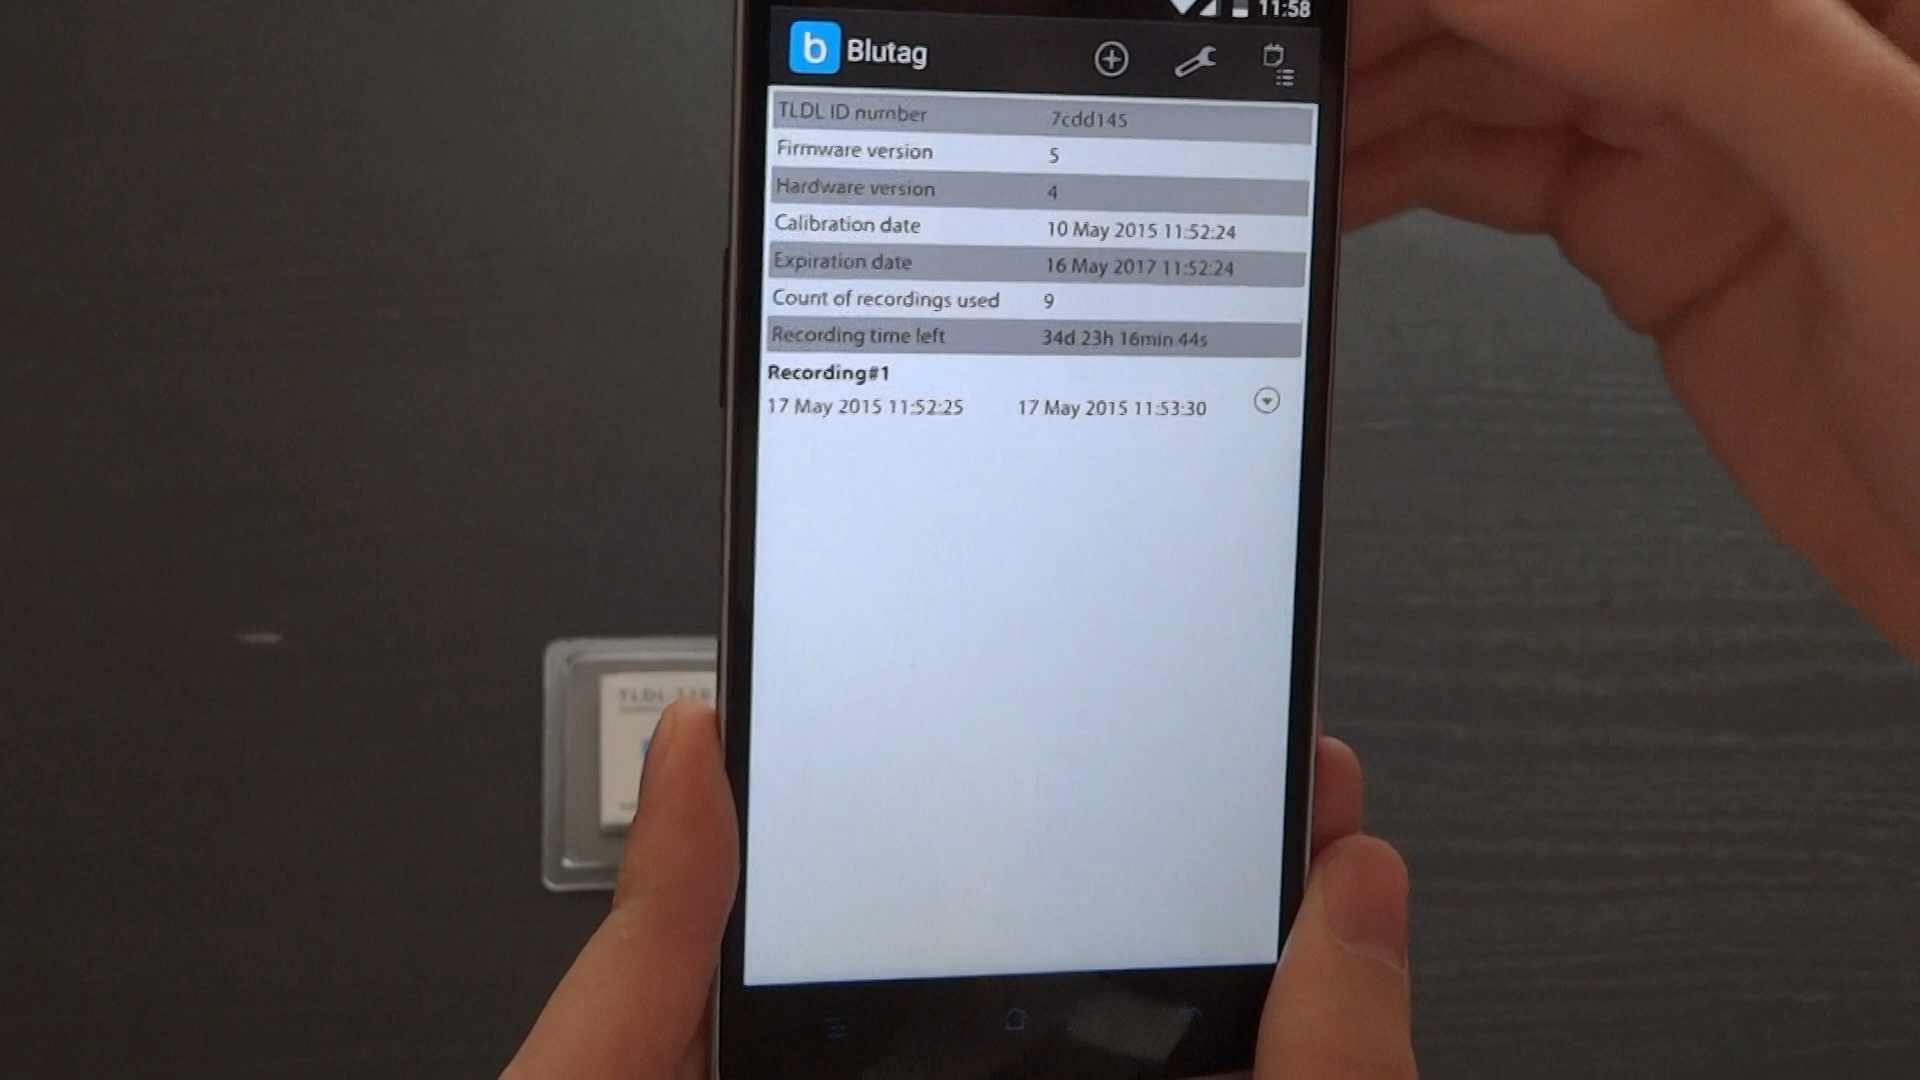 11:58
b Blutag
TLDL ID number 7cdd145
Firmware version 5
Hardware version 4
Calibration date 10 May 2015 11:52:24
Expiration date 16 May 2017 11:52:24
Count of recordings used 9
Recording time left 34d 23h 16min 44s
Recording#1
17 May 2015 11:52:25 17 May 2015 11:53:30
TLDL